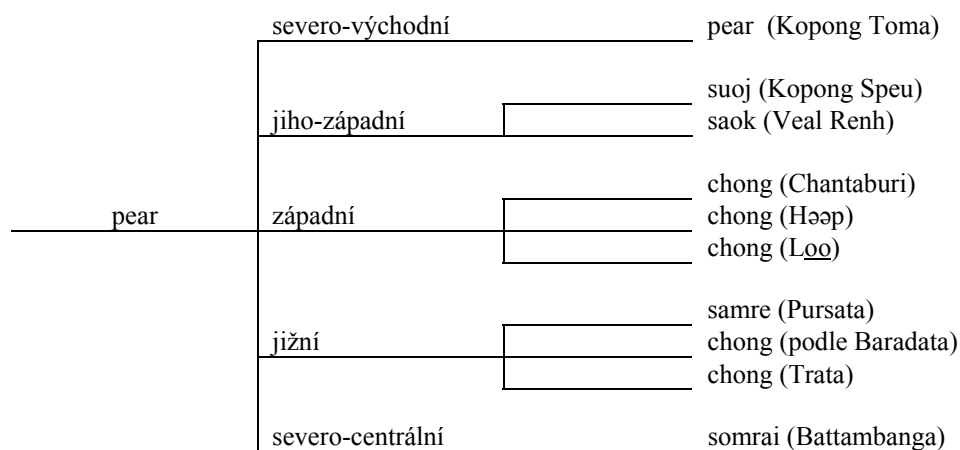 severo-východní pear (Kopong Toma)
suoj (Kopong Speu)
jiho-západní saok (Veal Renh)
chong (Chantaburi)
pear západní chong (Həəp)
chong (Loo)
samre (Pursata)
jižní chong (podle Baradata)
chong (Trata)
severo-centrální somrai (Battambanga)